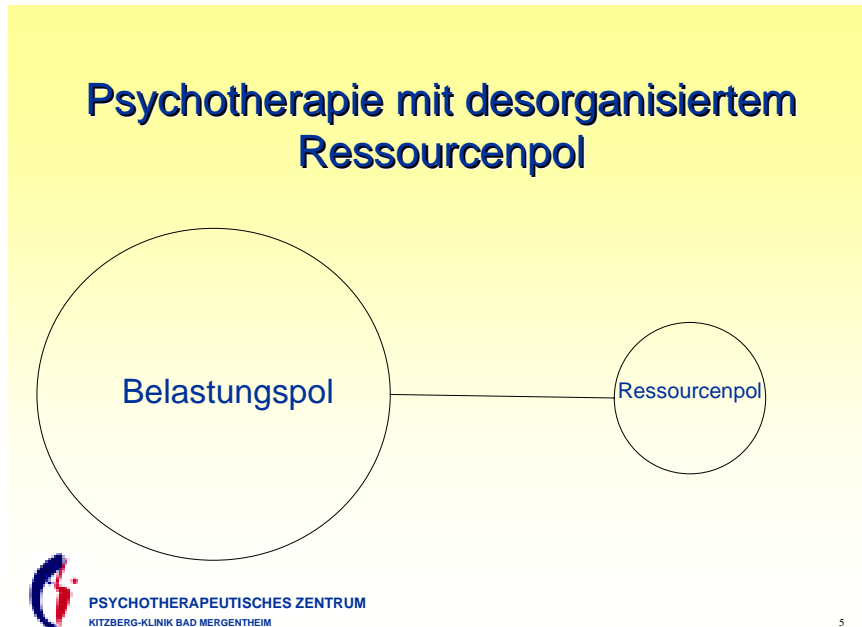 Psychotherapie mit desorganisiertem
Ressourcenpol
Belastungspol
Ressourcenpol
PSYCHOTHERAPEUTISCHES ZENTRUM
KITZBERG-KLINIK BAD MERGENTHEIM
5